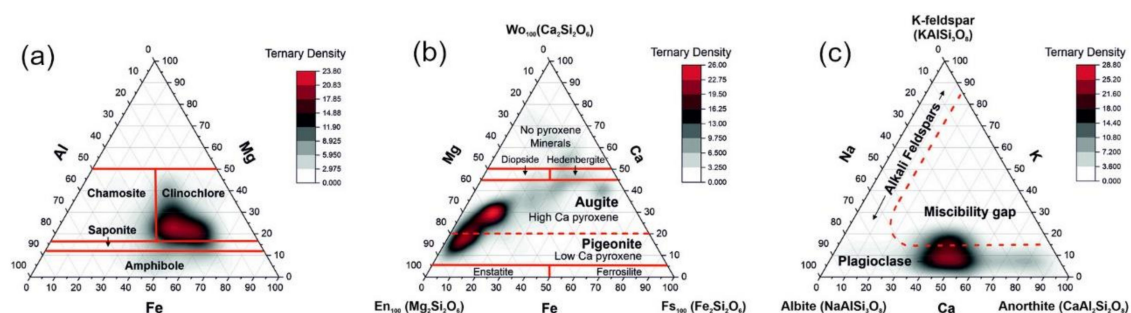 (a)
Ternary Density
23.80
20.83
17.85
14.88
11.90
8.925
5.950
2.975
0.000
0
100
10
90
20
30
40
70
50
60
60
50
70
40
80
30
90
20
100
10
0
Al
Mg
Chamosite
Clinochlore
Saponite
Amphibole
0 10 20 30 40 50 60 70 80 90 100
Fe
(b)
Wo100(Ca2Si2O6)
Ternary Density
26.00
22.75
19.50
16.25
13.00
9.750
6.500
3.250
0.000
0
100
10
90
20
30
70
40
60
50
50
60
40
70
30
80
20
90
10
100
0
Mg
Ca
No pyroxene
Minerals
Diopside
Hedenbergite
Augite
High Ca pyroxene
Pigeonite
Low Ca pyroxene
Enstatite
Ferrosilite
0 10 20 30 40 50 60 70 80 90 100
En100 (Mg2Si2O6)
Fe
Fs100 (Fe2Si2O6)
(c)
K-feldspar
(KAlSi3O8)
Ternary Density
28.80
25.20
21.60
18.00
14.40
10.80
7.200
3.600
0.000
0
100
10
90
20
30
70
40
60
50
50
60
40
70
30
80
20
90
10
100
0
Na
K
Alkali Feldspars
Miscibility gap
Plagioclase
0 10 20 30 40 50 60 70 80 90 100
Albite (NaAlSi3O8)
Ca
Anorthite (CaAl2Si2O8)